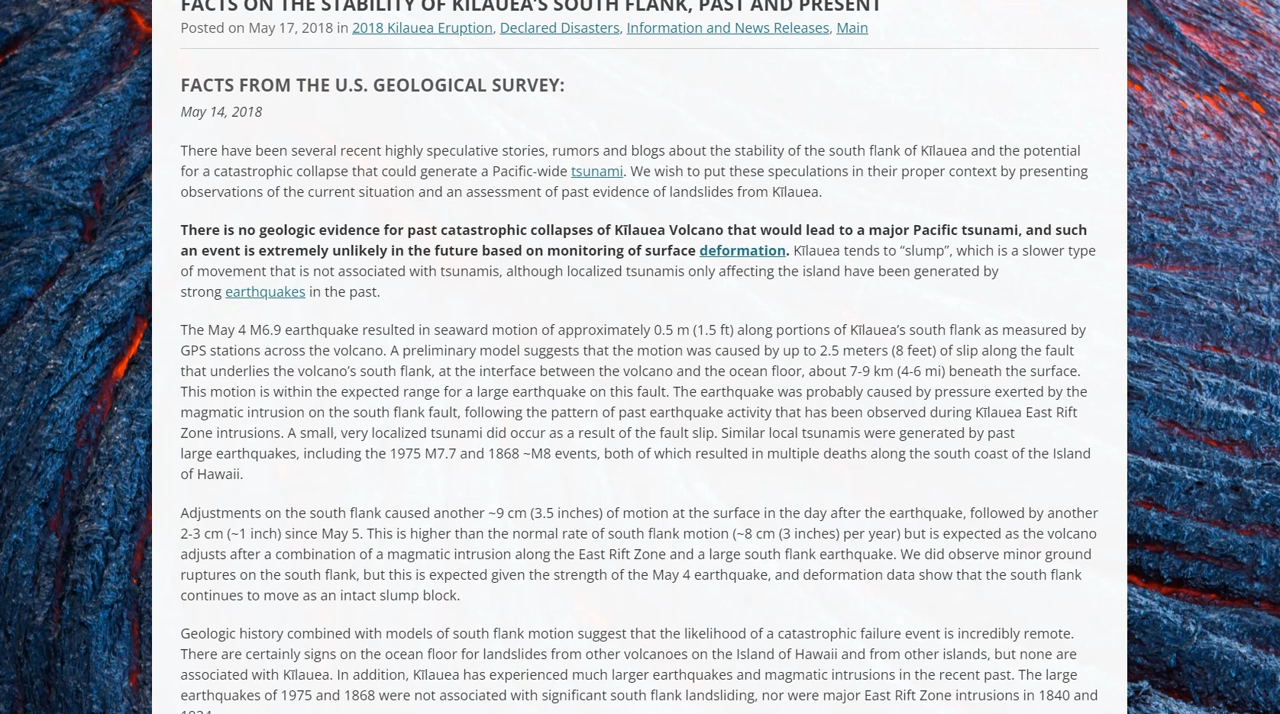 FACTS ON THE STABILITY OF KĪLAUEA'S SOUTH FLANK, PAST AND PRESENT
Posted on May 17, 2018 in 2018 Kilauea Eruption, Declared Disasters, Information and News Releases, Main
FACTS FROM THE U.S. GEOLOGICAL SURVEY:
May 14, 2018
There have been several recent highly speculative stories, rumors and blogs about the stability of the south flank of Kīlauea and the potential
for a catastrophic collapse that could generate a Pacific-wide tsunami. We wish to put these speculations in their proper context by presenting
observations of the current situation and an assessment of past evidence of landslides from Kīlauea.
There is no geologic evidence for past catastrophic collapses of Kīlauea Volcano that would lead to a major Pacific tsunami, and such
an event is extremely unlikely in the future based on monitoring of surface deformation. Kīlauea tends to “slump”, which is a slower type
of movement that is not associated with tsunamis, although localized tsunamis only affecting the island have been generated by
strong earthquakes in the past.
The May 4 M6.9 earthquake resulted in seaward motion of approximately 0.5 m (1.5 ft) along portions of Kīlauea’s south flank as measured by
GPS stations across the volcano. A preliminary model suggests that the motion was caused by up to 2.5 meters (8 feet) of slip along the fault
that underlies the volcano’s south flank, at the interface between the volcano and the ocean floor, about 7-9 km (4-6 mi) beneath the surface.
This motion is within the expected range for a large earthquake on this fault. The earthquake was probably caused by pressure exerted by the
magmatic intrusion on the south flank fault, following the pattern of past earthquake activity that has been observed during Kīlauea East Rift
Zone intrusions. A small, very localized tsunami did occur as a result of the fault slip. Similar local tsunamis were generated by past
large earthquakes, including the 1975 M7.7 and 1868 ~M8 events, both of which resulted in multiple deaths along the south coast of the Island
of Hawaii.
Adjustments on the south flank caused another ~9 cm (3.5 inches) of motion at the surface in the day after the earthquake, followed by another
2-3 cm (~1 inch) since May 5. This is higher than the normal rate of south flank motion (~8 cm (3 inches) per year) but is expected as the volcano
adjusts after a combination of a magmatic intrusion along the East Rift Zone and a large south flank earthquake. We did observe minor ground
ruptures on the south flank, but this is expected given the strength of the May 4 earthquake, and deformation data show that the south flank
continues to move as an intact slump block.
Geologic history combined with models of south flank motion suggest that the likelihood of a catastrophic failure event is incredibly remote.
There are certainly signs on the ocean floor for landslides from other volcanoes on the Island of Hawaii and from other islands, but none are
associated with Kīlauea. In addition, Kīlauea has experienced much larger earthquakes and magmatic intrusions in the recent past. The large
earthquakes of 1975 and 1868 were not associated with significant south flank landsliding, nor were major East Rift Zone intrusions in 1840 and